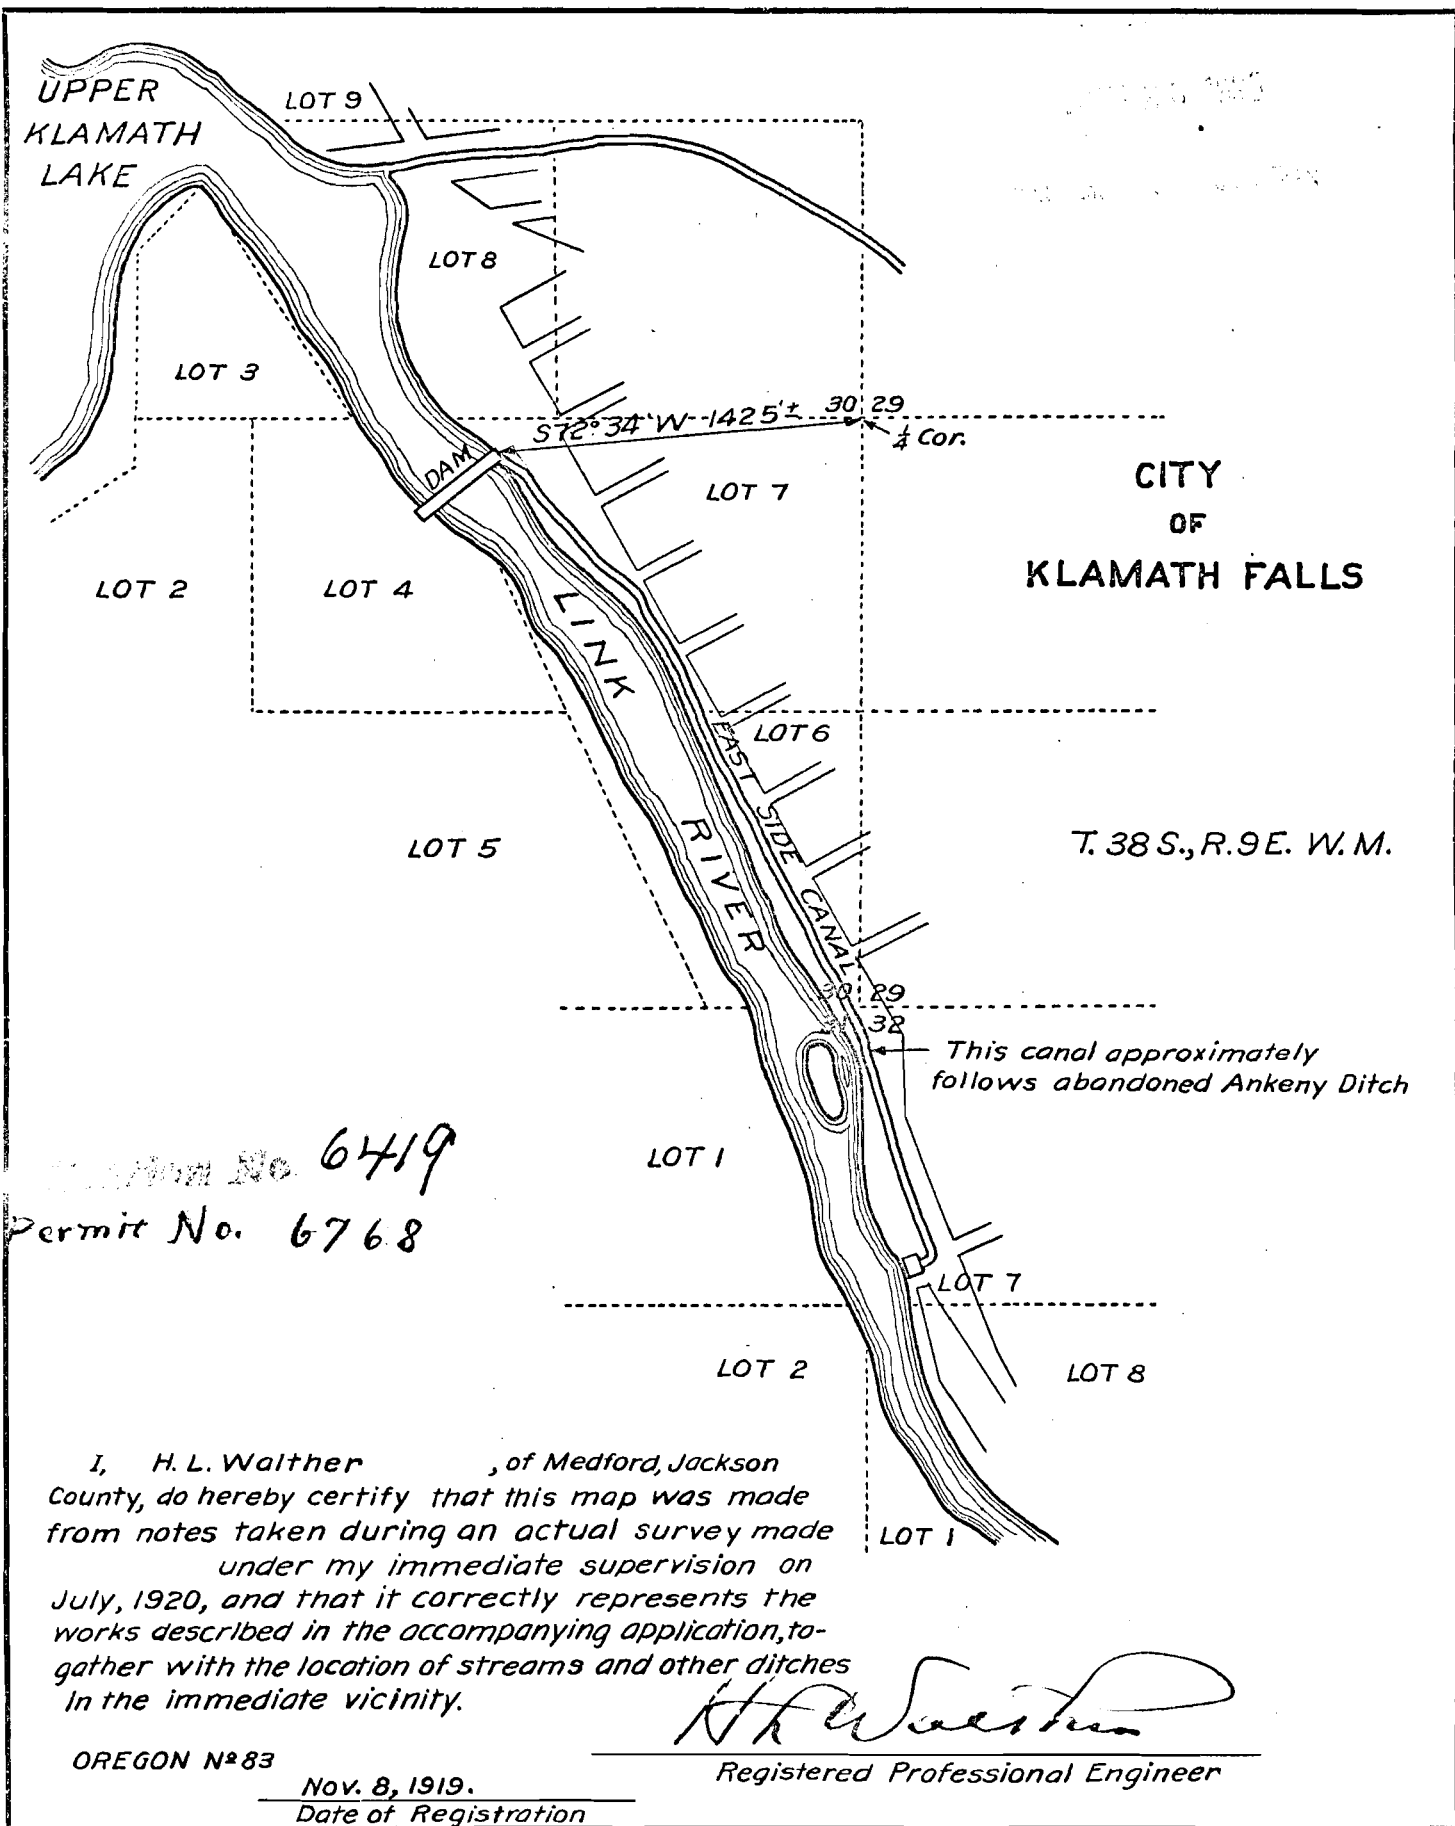 UPPER
KLAMATH
LAKE
LOT 9
LOT 8
LOT 3
S72°34'W--1425'±
30 29
1/4 Cor.
DAM
LOT 7
CITY
OF
KLAMATH FALLS
LOT 2
LOT 4
LINK
RIVER
LOT 6
EAST SIDE CANAL
LOT 5
T. 38 S., R. 9 E. W. M.
30 29
31 32
This canal approximately
follows abandoned Ankeny Ditch
6419
LOT 1
Permit No. 6768
LOT 7
LOT 2
LOT 8
LOT 1
I, H. L. Walther , of Medford, Jackson
County, do hereby certify that this map was made
from notes taken during an actual survey made
under my immediate supervision on
July, 1920, and that it correctly represents the
works described in the accompanying application, to-
gather with the location of streams and other ditches
in the immediate vicinity.
H L Walther
OREGON Nº 83
Nov. 8, 1919.
Date of Registration
Registered Professional Engineer